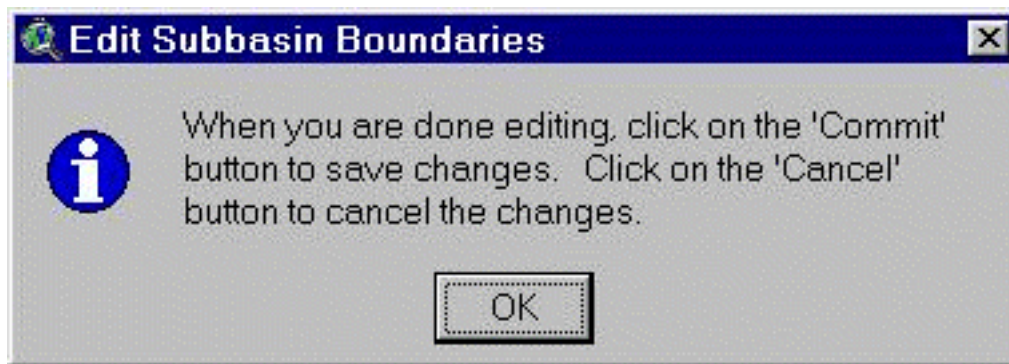 Edit Subbasin Boundaries
When you are done editing, click on the 'Commit'
button to save changes.   Click on the 'Cancel'
button to cancel the changes.
OK